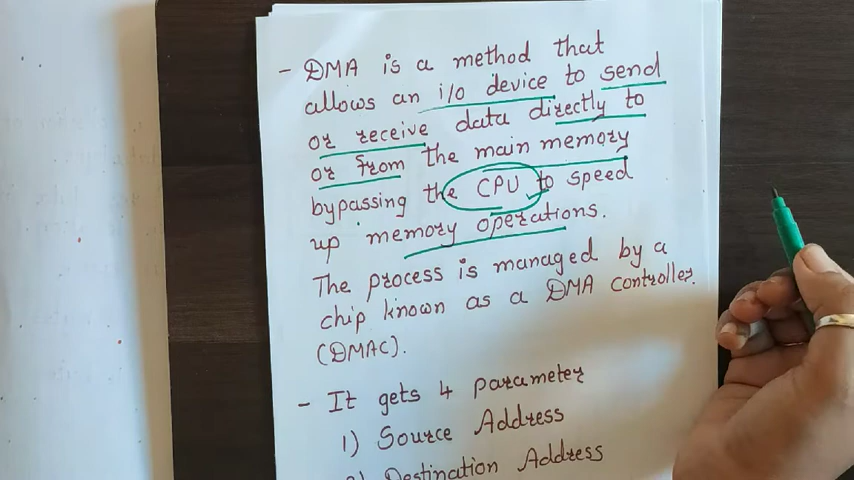 - DMA is a method that
allows an i/o device to send
or receive data directly to
or from the main memory
bypassing the CPU to speed
up memory operations.
The process is managed by a
chip known as a DMA controller.
(DMAC).
- It gets 4 parameter
1) Source Address
2) Destination Address